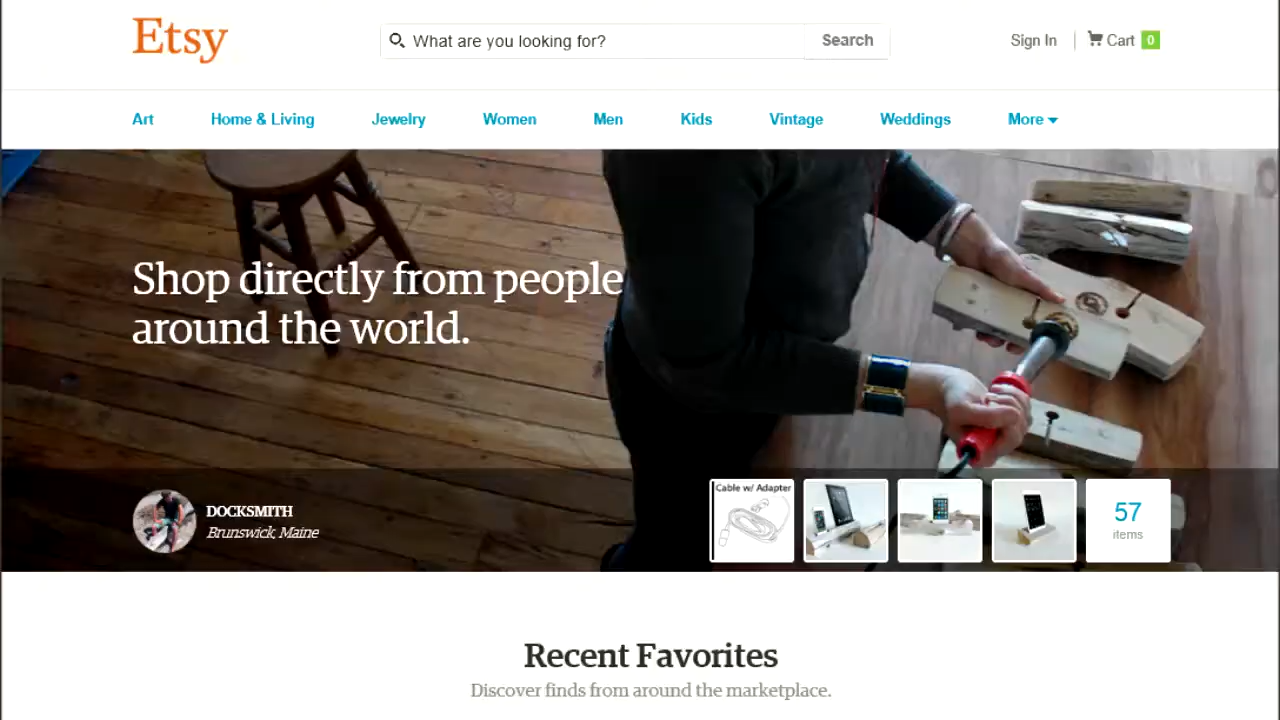 Etsy
What are you looking for?
Search
Sign In
Cart 0
Art
Home & Living
Jewelry
Women
Men
Kids
Vintage
Weddings
More
Shop directly from people
around the world.
DOCKSMITH
Brunswick, Maine
Cable w/ Adapter
57
items
Recent Favorites
Discover finds from around the marketplace.